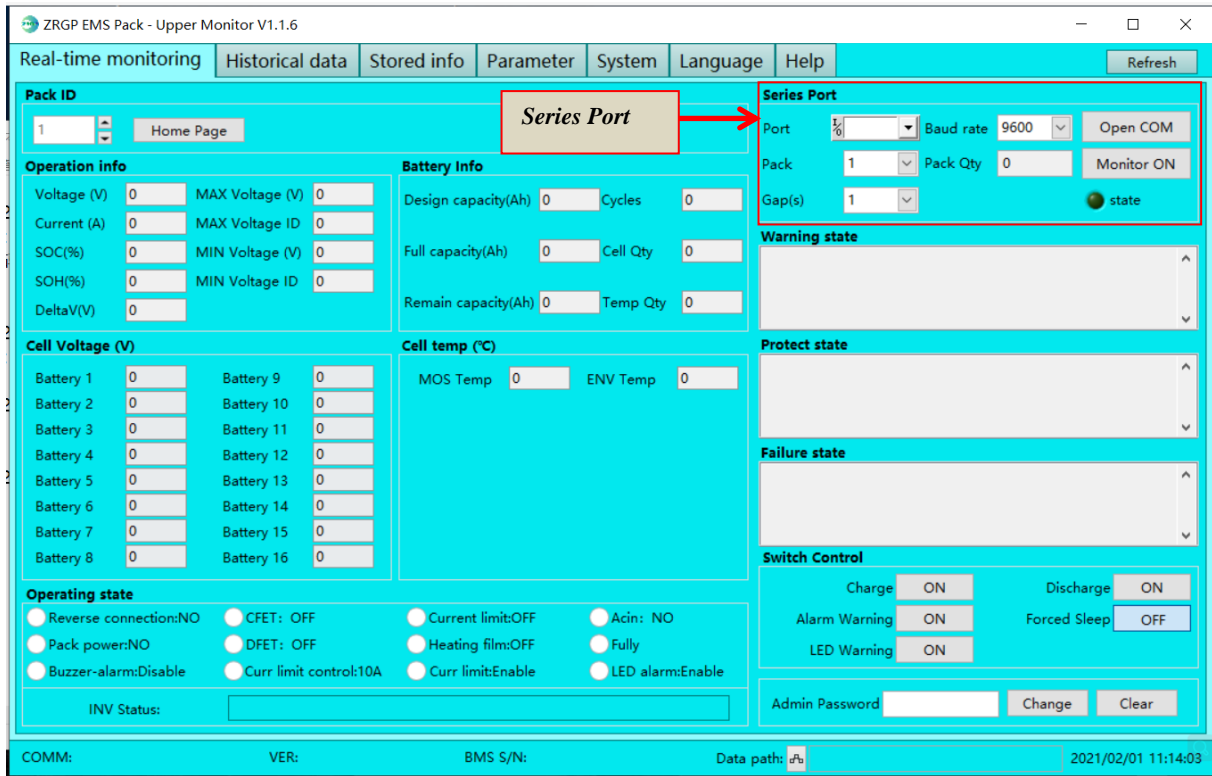 ZRGP EMS Pack - Upper Monitor V1.1.6
Real-time monitoring Historical data Stored info Parameter System Language Help Refresh
Pack ID
1 Home Page
Series Port
Series Port
Port Baud rate 9600 Open COM
Pack 1 Pack Qty 0 Monitor ON
Gap(s) 1 state
Operation info
Voltage (V) 0 MAX Voltage (V) 0
Current (A) 0 MAX Voltage ID 0
SOC(%) 0 MIN Voltage (V) 0
SOH(%) 0 MIN Voltage ID 0
DeltaV(V) 0
Battery Info
Design capacity(Ah) 0 Cycles 0
Full capacity(Ah) 0 Cell Qty 0
Remain capacity(Ah) 0 Temp Qty 0
Warning state
Cell Voltage (V)
Battery 1 0 Battery 9 0
Battery 2 0 Battery 10 0
Battery 3 0 Battery 11 0
Battery 4 0 Battery 12 0
Battery 5 0 Battery 13 0
Battery 6 0 Battery 14 0
Battery 7 0 Battery 15 0
Battery 8 0 Battery 16 0
Cell temp (℃)
MOS Temp 0 ENV Temp 0
Protect state
Failure state
Switch Control
Charge ON Discharge ON
Alarm Warning ON Forced Sleep OFF
LED Warning ON
Operating state
Reverse connection:NO CFET: OFF Current limit:OFF Acin: NO
Pack power:NO DFET: OFF Heating film:OFF Fully
Buzzer-alarm:Disable Curr limit control:10A Curr limit:Enable LED alarm:Enable
INV Status:
Admin Password Change Clear
COMM: VER: BMS S/N: Data path: 2021/02/01 11:14:03